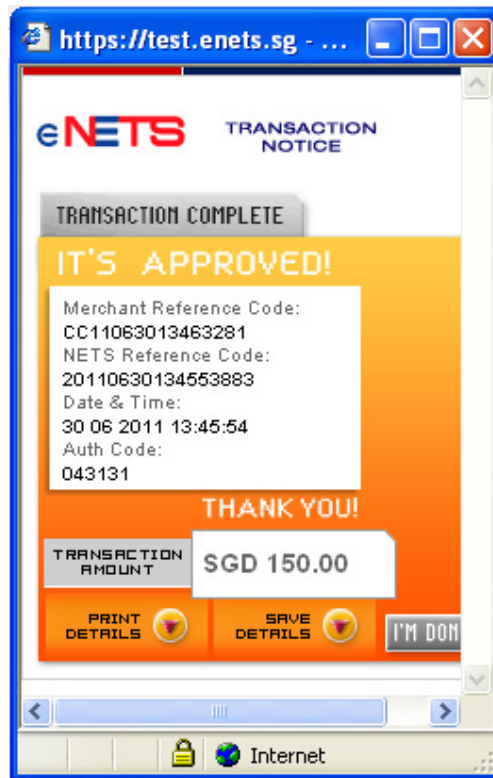 https://test.enets.sg - ...
eNETS
TRANSACTION
NOTICE
TRANSACTION COMPLETE
IT'S APPROVED!
Merchant Reference Code:
CC11063013463281
NETS Reference Code:
20110630134553883
Date & Time:
30 06 2011 13:45:54
Auth Code:
043131
THANK YOU!
TRANSACTION
AMOUNT
SGD 150.00
PRINT
DETAILS
SAVE
DETAILS
I'M DON
Internet